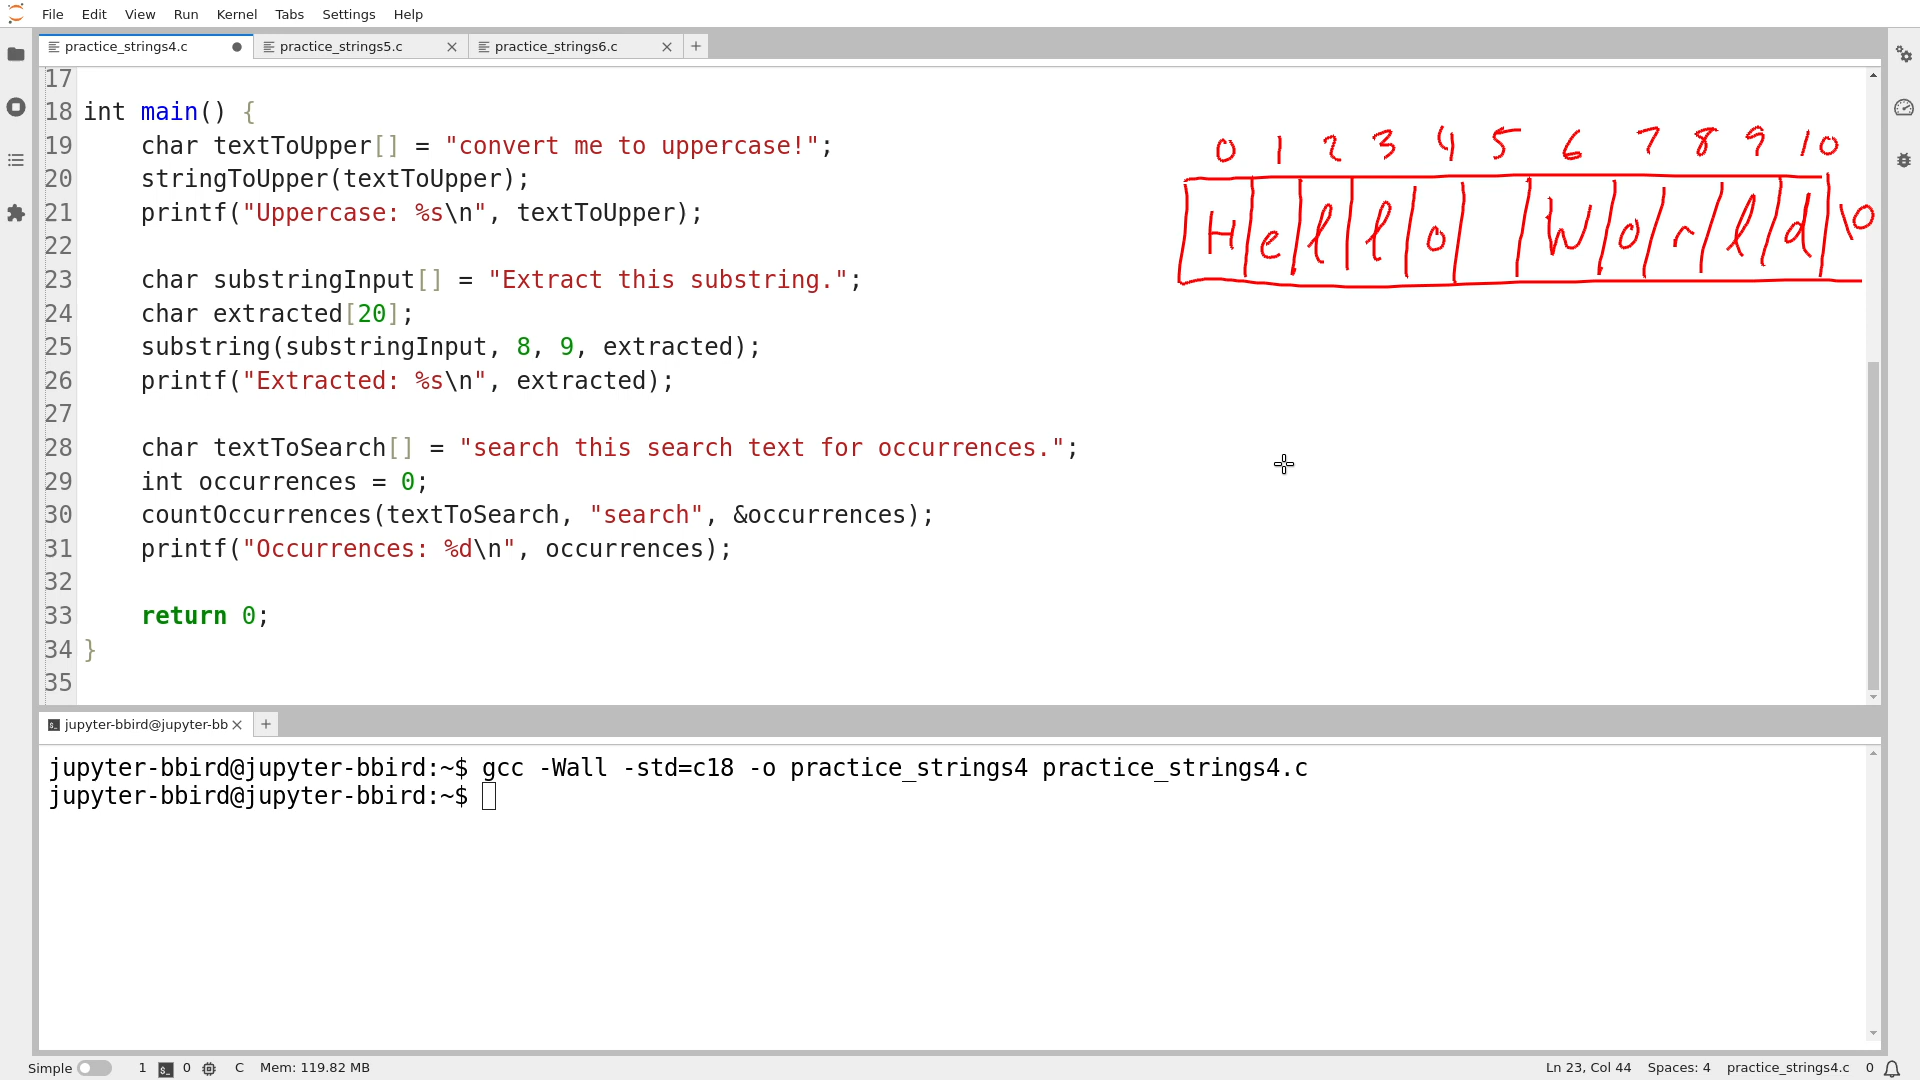 File Edit View Run Kernel Tabs Settings Help
practice_strings4.c practice_strings5.c practice_strings6.c
17
18 int main() {
19 char textToUpper[] = "convert me to uppercase!";
20 stringToUpper(textToUpper);
21 printf("Uppercase: %s\n", textToUpper);
22
23 char substringInput[] = "Extract this substring.";
24 char extracted[20];
25 substring(substringInput, 8, 9, extracted);
26 printf("Extracted: %s\n", extracted);
27
28 char textToSearch[] = "search this search text for occurrences.";
29 int occurrences = 0;
30 countOccurrences(textToSearch, "search", &occurrences);
31 printf("Occurrences: %d\n", occurrences);
32
33 return 0;
34 }
35
0 1 2 3 4 5 6 7 8 9 10
Hello World\0
jupyter-bbird@jupyter-bb
jupyter-bbird@jupyter-bbird:~$ gcc -Wall -std=c18 -o practice_strings4 practice_strings4.c
jupyter-bbird@jupyter-bbird:~$
Simple 1 0 C Mem: 119.82 MB Ln 23, Col 44 Spaces: 4 practice_strings4.c 0